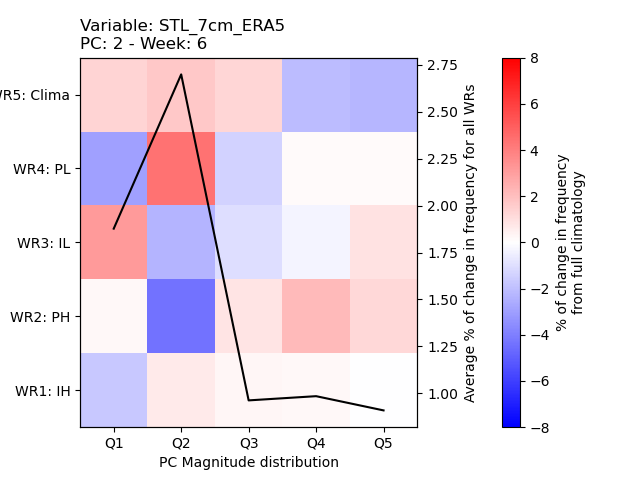 Variable: STL_7cm_ERA5
PC: 2 - Week: 6
WR5: Clima
WR4: PL
WR3: IL
WR2: PH
WR1: IH
Q1 Q2 Q3 Q4 Q5
PC Magnitude distribution
2.75
2.50
2.25
2.00
1.75
1.50
1.25
1.00
Average % of change in frequency for all WRs
8
6
4
2
0
−2
−4
−6
−8
% of change in frequency
from full climatology